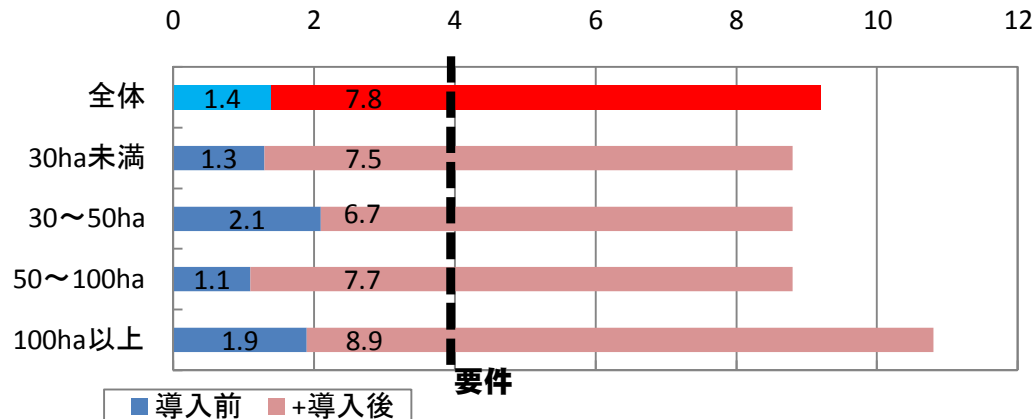 0 2 4 6 8 10 12
全体 1.4 7.8
30ha未満 1.3 7.5
30～50ha 2.1 6.7
50～100ha 1.1 7.7
100ha以上 1.9 8.9
要件
導入前 +導入後